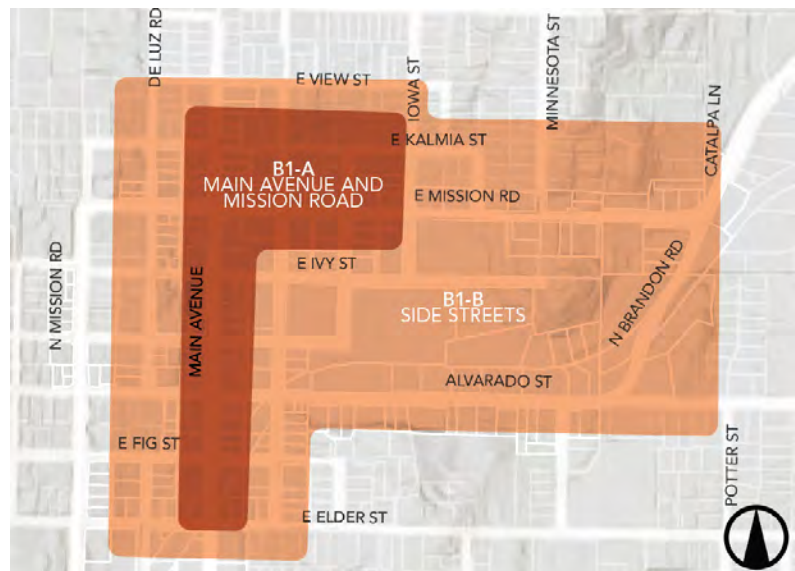 DE LUZ RD
E VIEW ST
IOWA ST
MINNESOTA ST
CATALPA LN
E KALMIA ST
B1-A
MAIN AVENUE AND
MISSION ROAD
E MISSION RD
N MISSION RD
MAIN AVENUE
E IVY ST
B1-B
SIDE STREETS
N BRANDON RD
ALVARADO ST
E FIG ST
E ELDER ST
POTTER ST